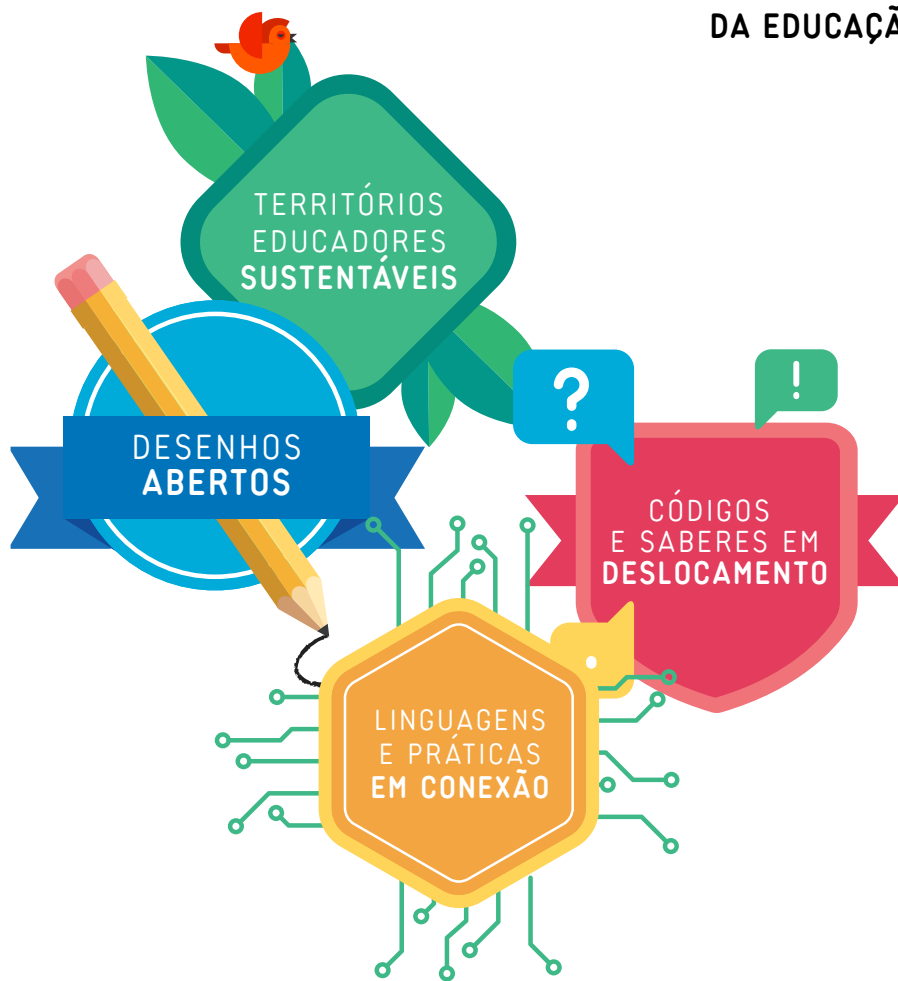 DA EDUCAÇÃ
TERRITÓRIOS
EDUCADORES
SUSTENTÁVEIS
DESENHOS
ABERTOS
?
!
CÓDIGOS
E SABERES EM
DESLOCAMENTO
.
LINGUAGENS
E PRÁTICAS
EM CONEXÃO